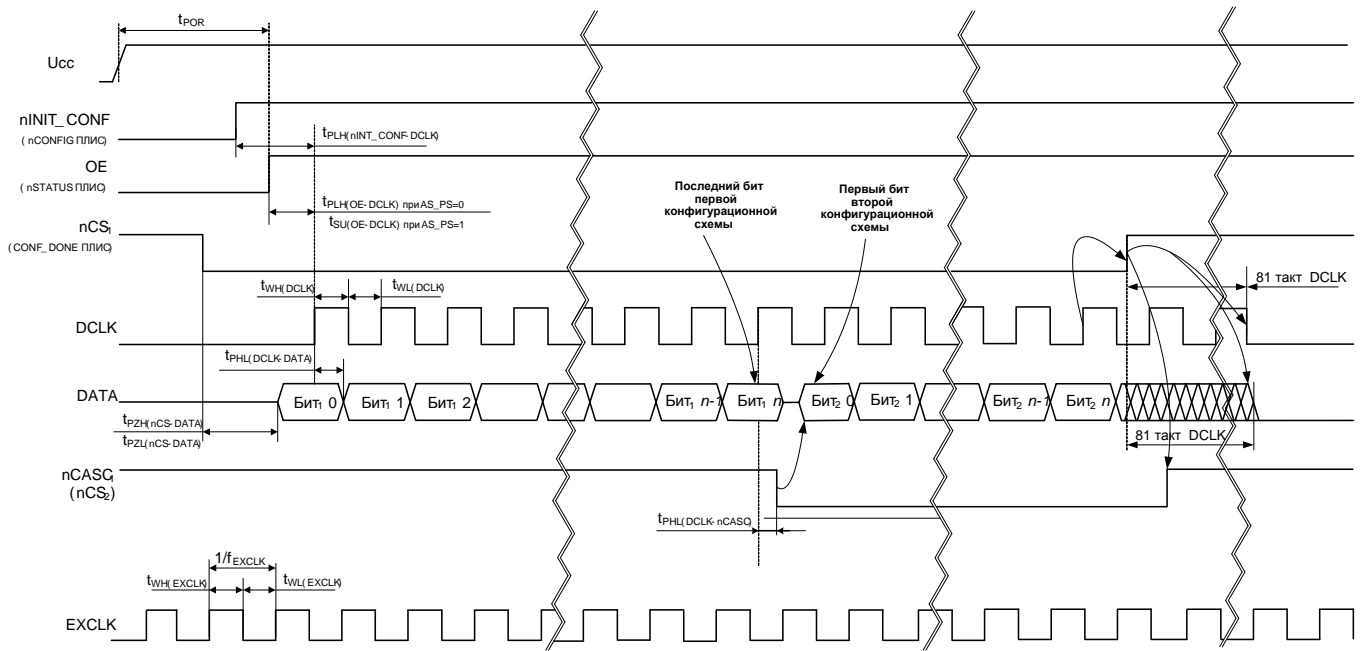 tPOR
Ucc
nINIT_CONF
(nCONFIG ПЛИС)
tPLH(nINT_CONF-DCLK)
OE
(nSTATUS ПЛИС)
tPLH(OE-DCLK) при AS_PS=0
tSU(OE-DCLK) при AS_PS=1
Последний бит
первой
конфигурационной
схемы
Первый бит
второй
конфигурационной
схемы
nCS1
(CONF_DONE ПЛИС)
tWH(DCLK)
tWL(DCLK)
81 такт DCLK
DCLK
tPHL(DCLK-DATA)
DATA
Бит1 0
Бит1 1
Бит1 2
Бит1 n-1
Бит1 n
Бит2 0
Бит2 1
Бит2 n-1
Бит2 n
tPZH(nCS-DATA)
tPZL(nCS-DATA)
81 такт DCLK
nCASC1
(nCS2)
tPHL(DCLK-nCASC)
1/fEXCLK
tWH(EXCLK)
tWL(EXCLK)
EXCLK